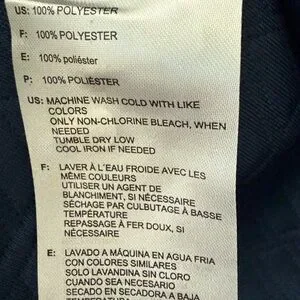 US: 100% POLYESTER
F: 100% POLYESTER
E: 100% poliéster
P: 100% POLIÉSTER
US: MACHINE WASH COLD WITH LIKE
COLORS
ONLY NON-CHLORINE BLEACH, WHEN
NEEDED
TUMBLE DRY LOW
COOL IRON IF NEEDED
F: LAVER À L'EAU FROIDE AVEC LES
MÊME COULEURS
UTILISER UN AGENT DE
BLANCHIMENT, SI NÉCESSAIRE
SÉCHAGE PAR CULBUTAGE À BASSE
TEMPÉRATURE
REPASSAGE À FER DOUX, SI
NÉCESSAIRE
E: LAVADO A MÁQUINA EN AGUA FRIA
CON COLORES SIMILARES
SOLO LAVANDINA SIN CLORO
CUANDO SEA NECESARIO
SECADO EN SECADORA A BAJA
TEMPERATURA